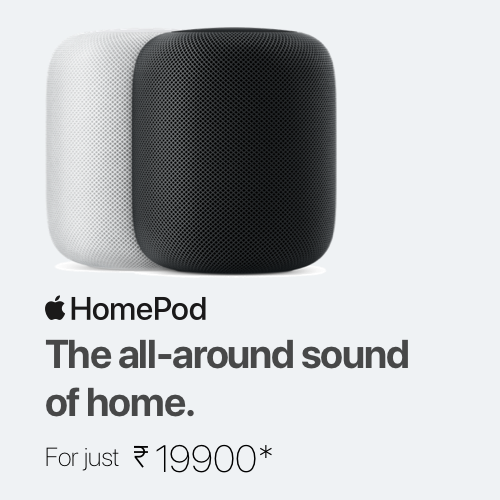 HomePod
The all-around sound
of home.
For just ₹ 19900*